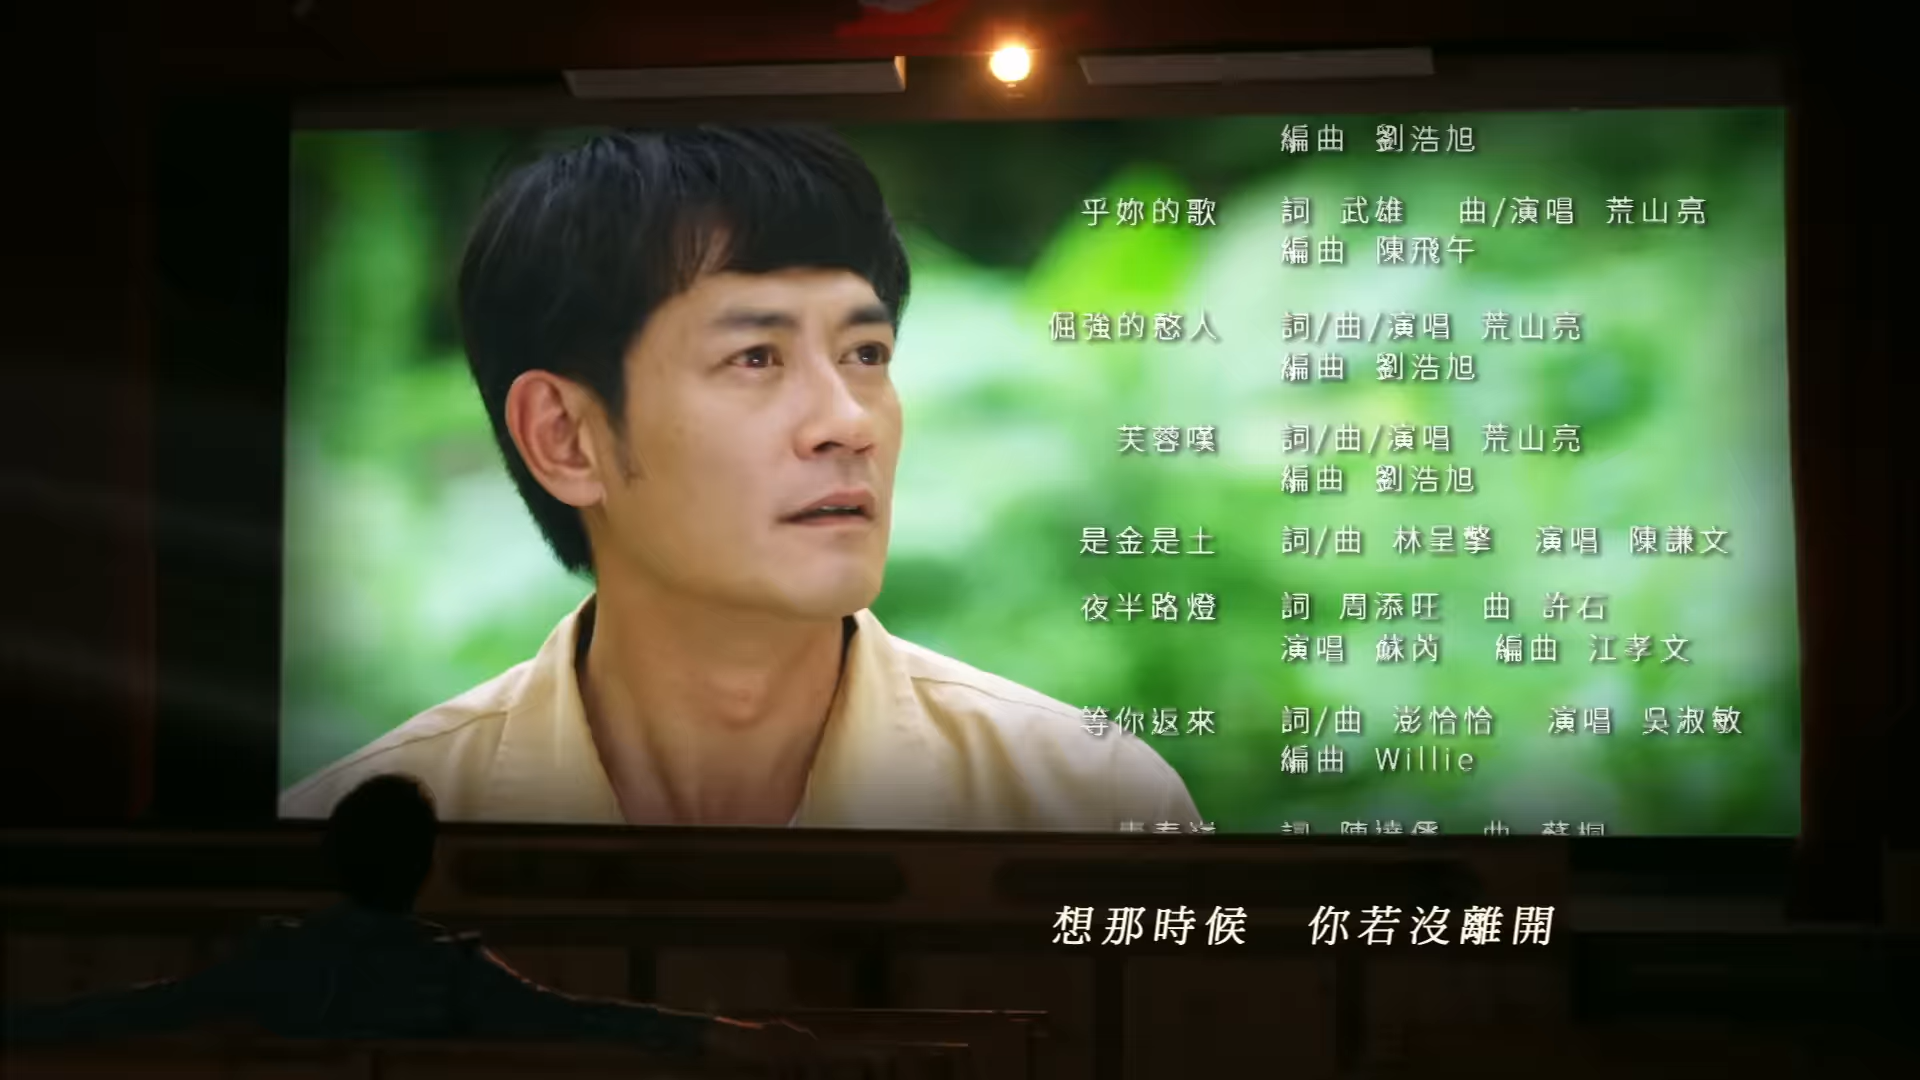 編曲 劉浩旭
乎妳的歌 詞 武雄 曲/演唱 荒山亮
編曲 陳飛午
倔強的憨人 詞/曲/演唱 荒山亮
編曲 劉浩旭
芙蓉嘆 詞/曲/演唱 荒山亮
編曲 劉浩旭
是金是土 詞/曲 林呈擎 演唱 陳謙文
夜半路燈 詞 周添旺 曲 許石
演唱 蘇芮 編曲 江孝文
等你返來 詞/曲 澎恰恰 演唱 吳淑敏
編曲 Willie
想那時候 你若沒離開